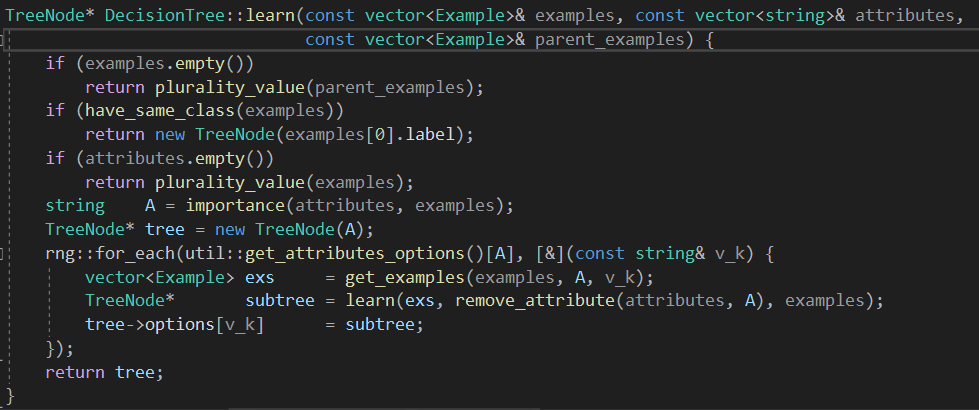 TreeNode* DecisionTree::learn(const vector<Example>& examples, const vector<string>& attributes,
                              const vector<Example>& parent_examples) {
    if (examples.empty())
        return plurality_value(parent_examples);
    if (have_same_class(examples))
        return new TreeNode(examples[0].label);
    if (attributes.empty())
        return plurality_value(examples);
    string    A = importance(attributes, examples);
    TreeNode* tree = new TreeNode(A);
    rng::for_each(util::get_attributes_options()[A], [&](const string& v_k) {
        vector<Example> exs     = get_examples(examples, A, v_k);
        TreeNode*       subtree = learn(exs, remove_attribute(attributes, A), examples);
        tree->options[v_k]      = subtree;
    });
    return tree;
}